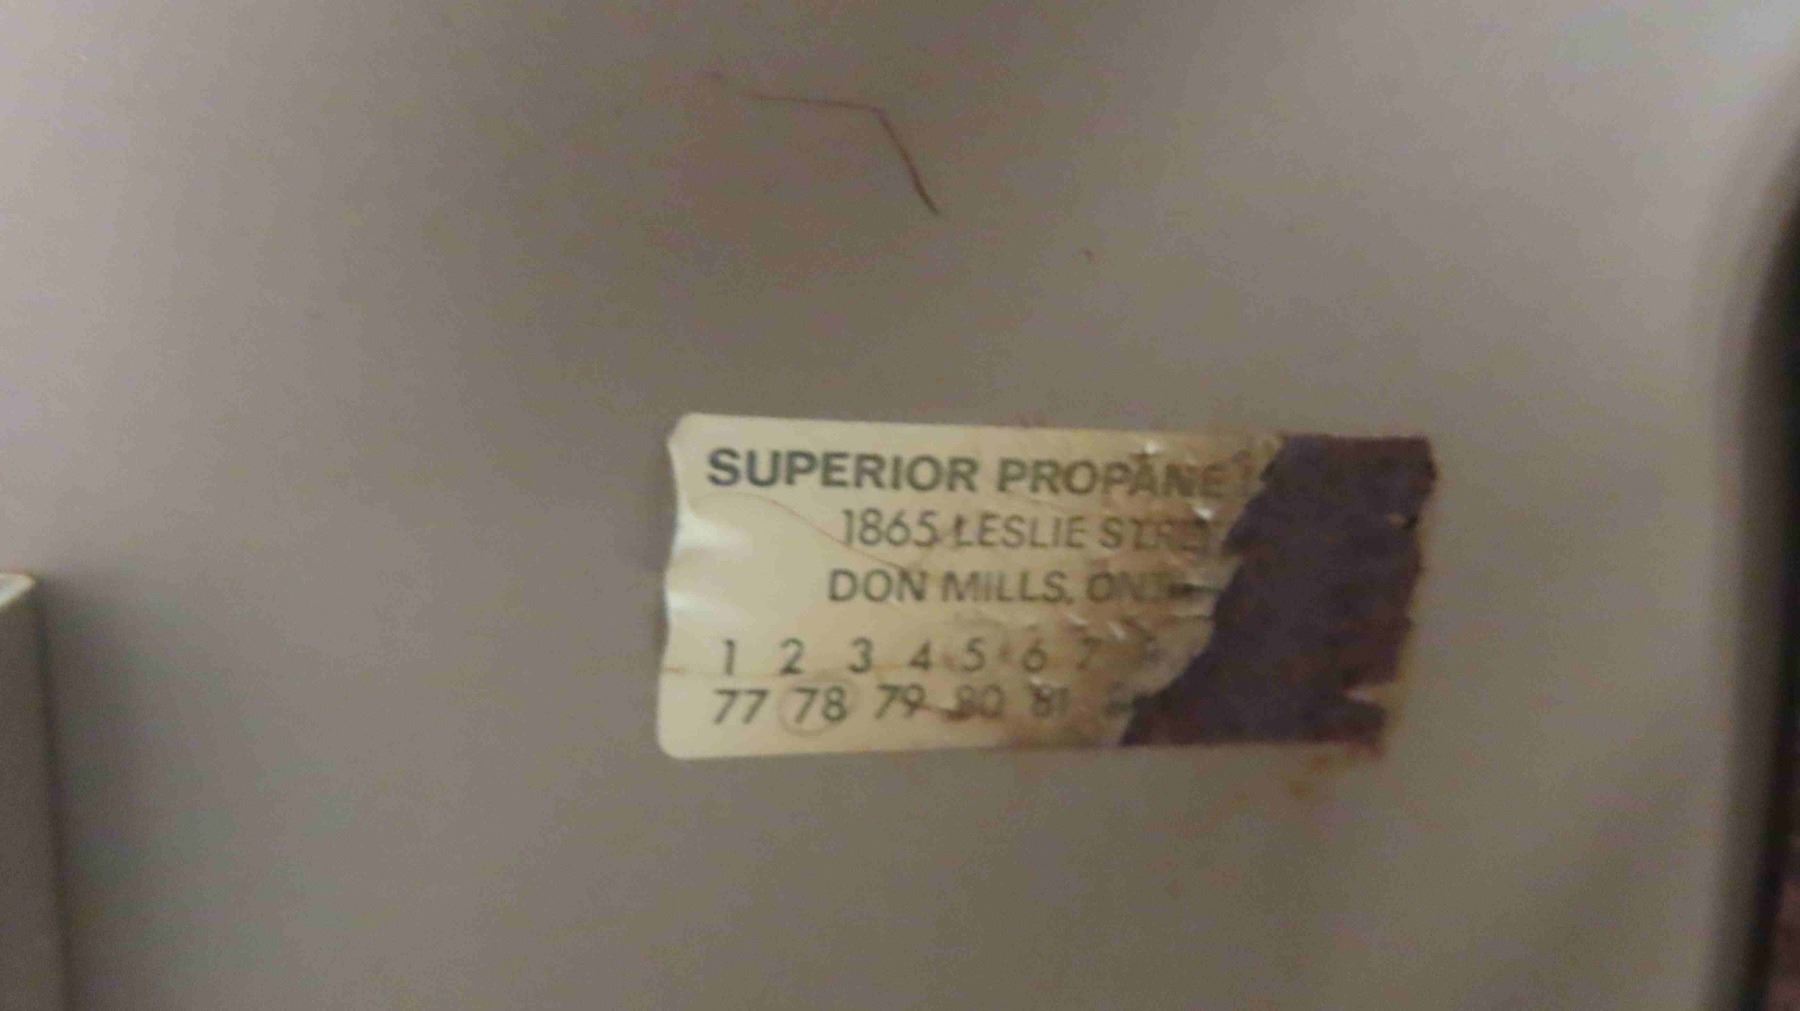 SUPERIOR PROPANE
1865 LESLIE
DON MILLS,
1 2 3 4 5 6 7
77 78 79 80 81